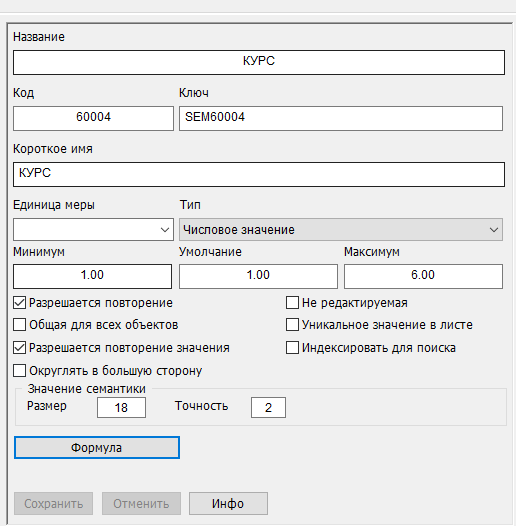 Название
КУРС
Код Ключ
60004 SEM60004
Короткое имя
КУРС
Единица меры Тип
Числовое значение
Минимум Умолчание Максимум
1.00 1.00 6.00
Разрешается повторение Не редактируемая
Общая для всех объектов Уникальное значение в листе
Разрешается повторение значения Индексировать для поиска
Округлять в большую сторону
Значение семантики
Размер 18 Точность 2
Формула
Сохранить Отменить Инфо